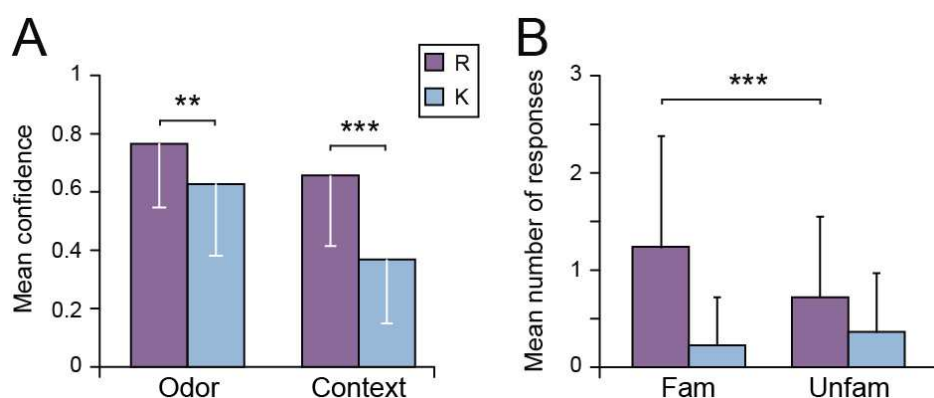 A
B
R
K
Mean confidence
1
0.8
0.6
0.4
0.2
0
**
***
Odor
Context
Mean number of responses
3
2
1
0
***
Fam
Unfam